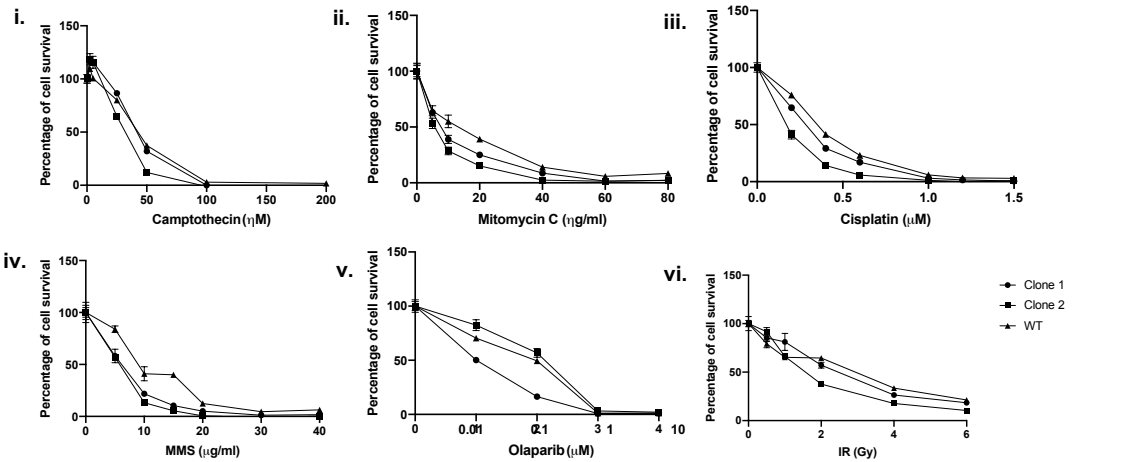 i.
Percentage of cell survival
150
100
50
0
0 50 100 150 200
Camptothecin (ηM)
ii.
Percentage of cell survival
150
100
50
0
0 20 40 60 80
Mitomycin C (ηg/ml)
iii.
Percentage of cell survival
150
100
50
0
0.0 0.5 1.0 1.5
Cisplatin (μM)
iv.
Percentage of cell survival
150
100
50
0
0 10 20 30 40
MMS (μg/ml)
v.
Percentage of cell survival
150
100
50
0
0 3 1 4 10
Olaparib (μM)
vi.
Percentage of cell survival
150
100
50
0
0 2 4 6
IR (Gy)
Clone 1
Clone 2
WT